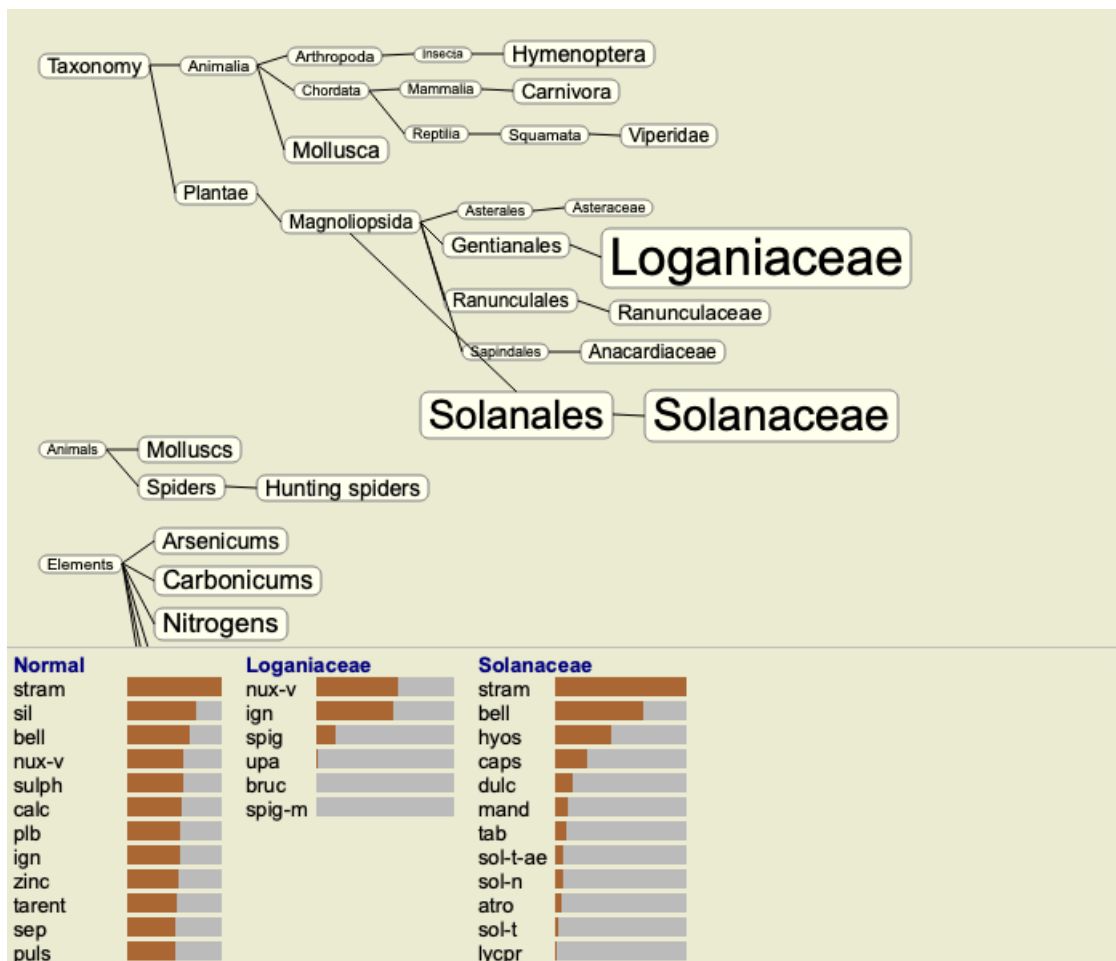 Taxonomy
Animalia
Arthropoda
Insecta
Hymenoptera
Chordata
Mammalia
Carnivora
Reptilia
Squamata
Viperidae
Mollusca
Plantae
Magnoliopsida
Asterales
Asteraceae
Gentianales
Loganiaceae
Ranunculales
Ranunculaceae
Sapindales
Anacardiaceae
Solanales
Solanaceae
Animals
Molluscs
Spiders
Hunting spiders
Elements
Arsenicums
Carbonicums
Nitrogens
Normal
stram
sil
bell
nux-v
sulph
calc
plb
ign
zinc
tarent
sep
puls
Loganiaceae
nux-v
ign
spig
upa
bruc
spig-m
Solanaceae
stram
bell
hyos
caps
dulc
mand
tab
sol-t-ae
sol-n
atro
sol-t
lycpr